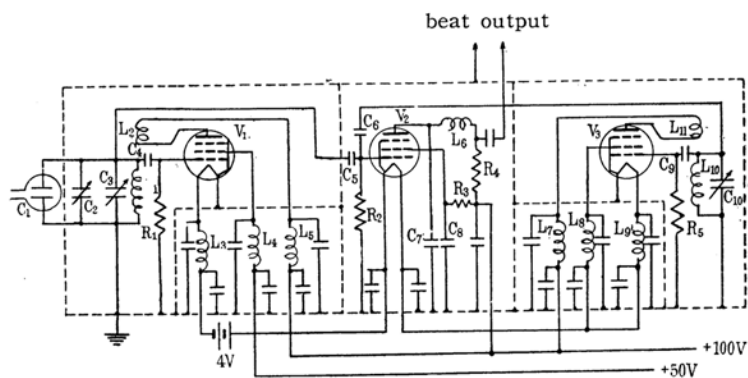 beat output
L₂
C₄
V₁
C₆
V₂
L₆
V₃
L₁₁
C₁
C₂
C₃
1
R₁
C₅
R₂
R₃
R₄
C₉
L₁₀
C₁₀
R₅
L₃
L₄
L₅
C₇
C₈
L₇
L₈
L₉
4V
+100V
+50V